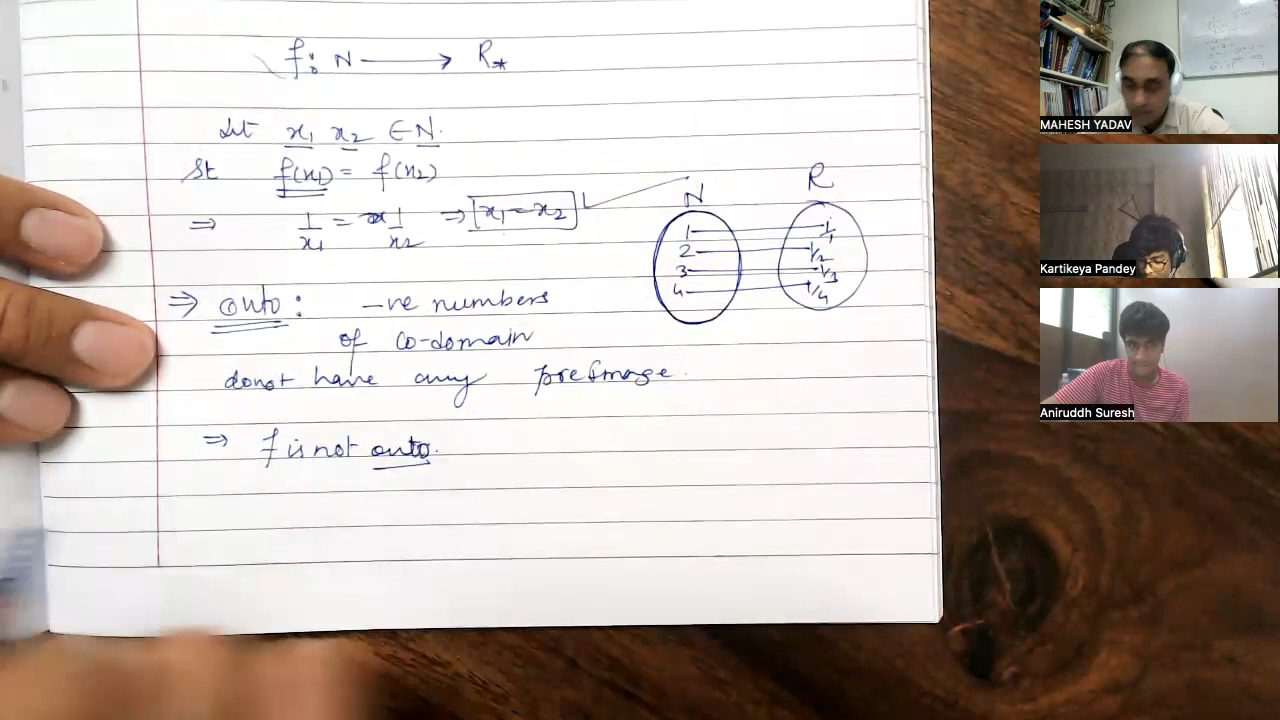 f: N ⟶ R*
Let x1 x2 ∈ N.
St f(x1) = f(x2)
⇒ 1/x1 = 1/x2 ⇒ x1 = x2
N R
1 1/1
2 1/2
3 1/3
4 1/4
⇒ onto : -ve numbers
of co-domain
donot have any preimage.
⇒ f is not onto.
MAHESH YADAV
Kartikeya Pandey
Aniruddh Suresh